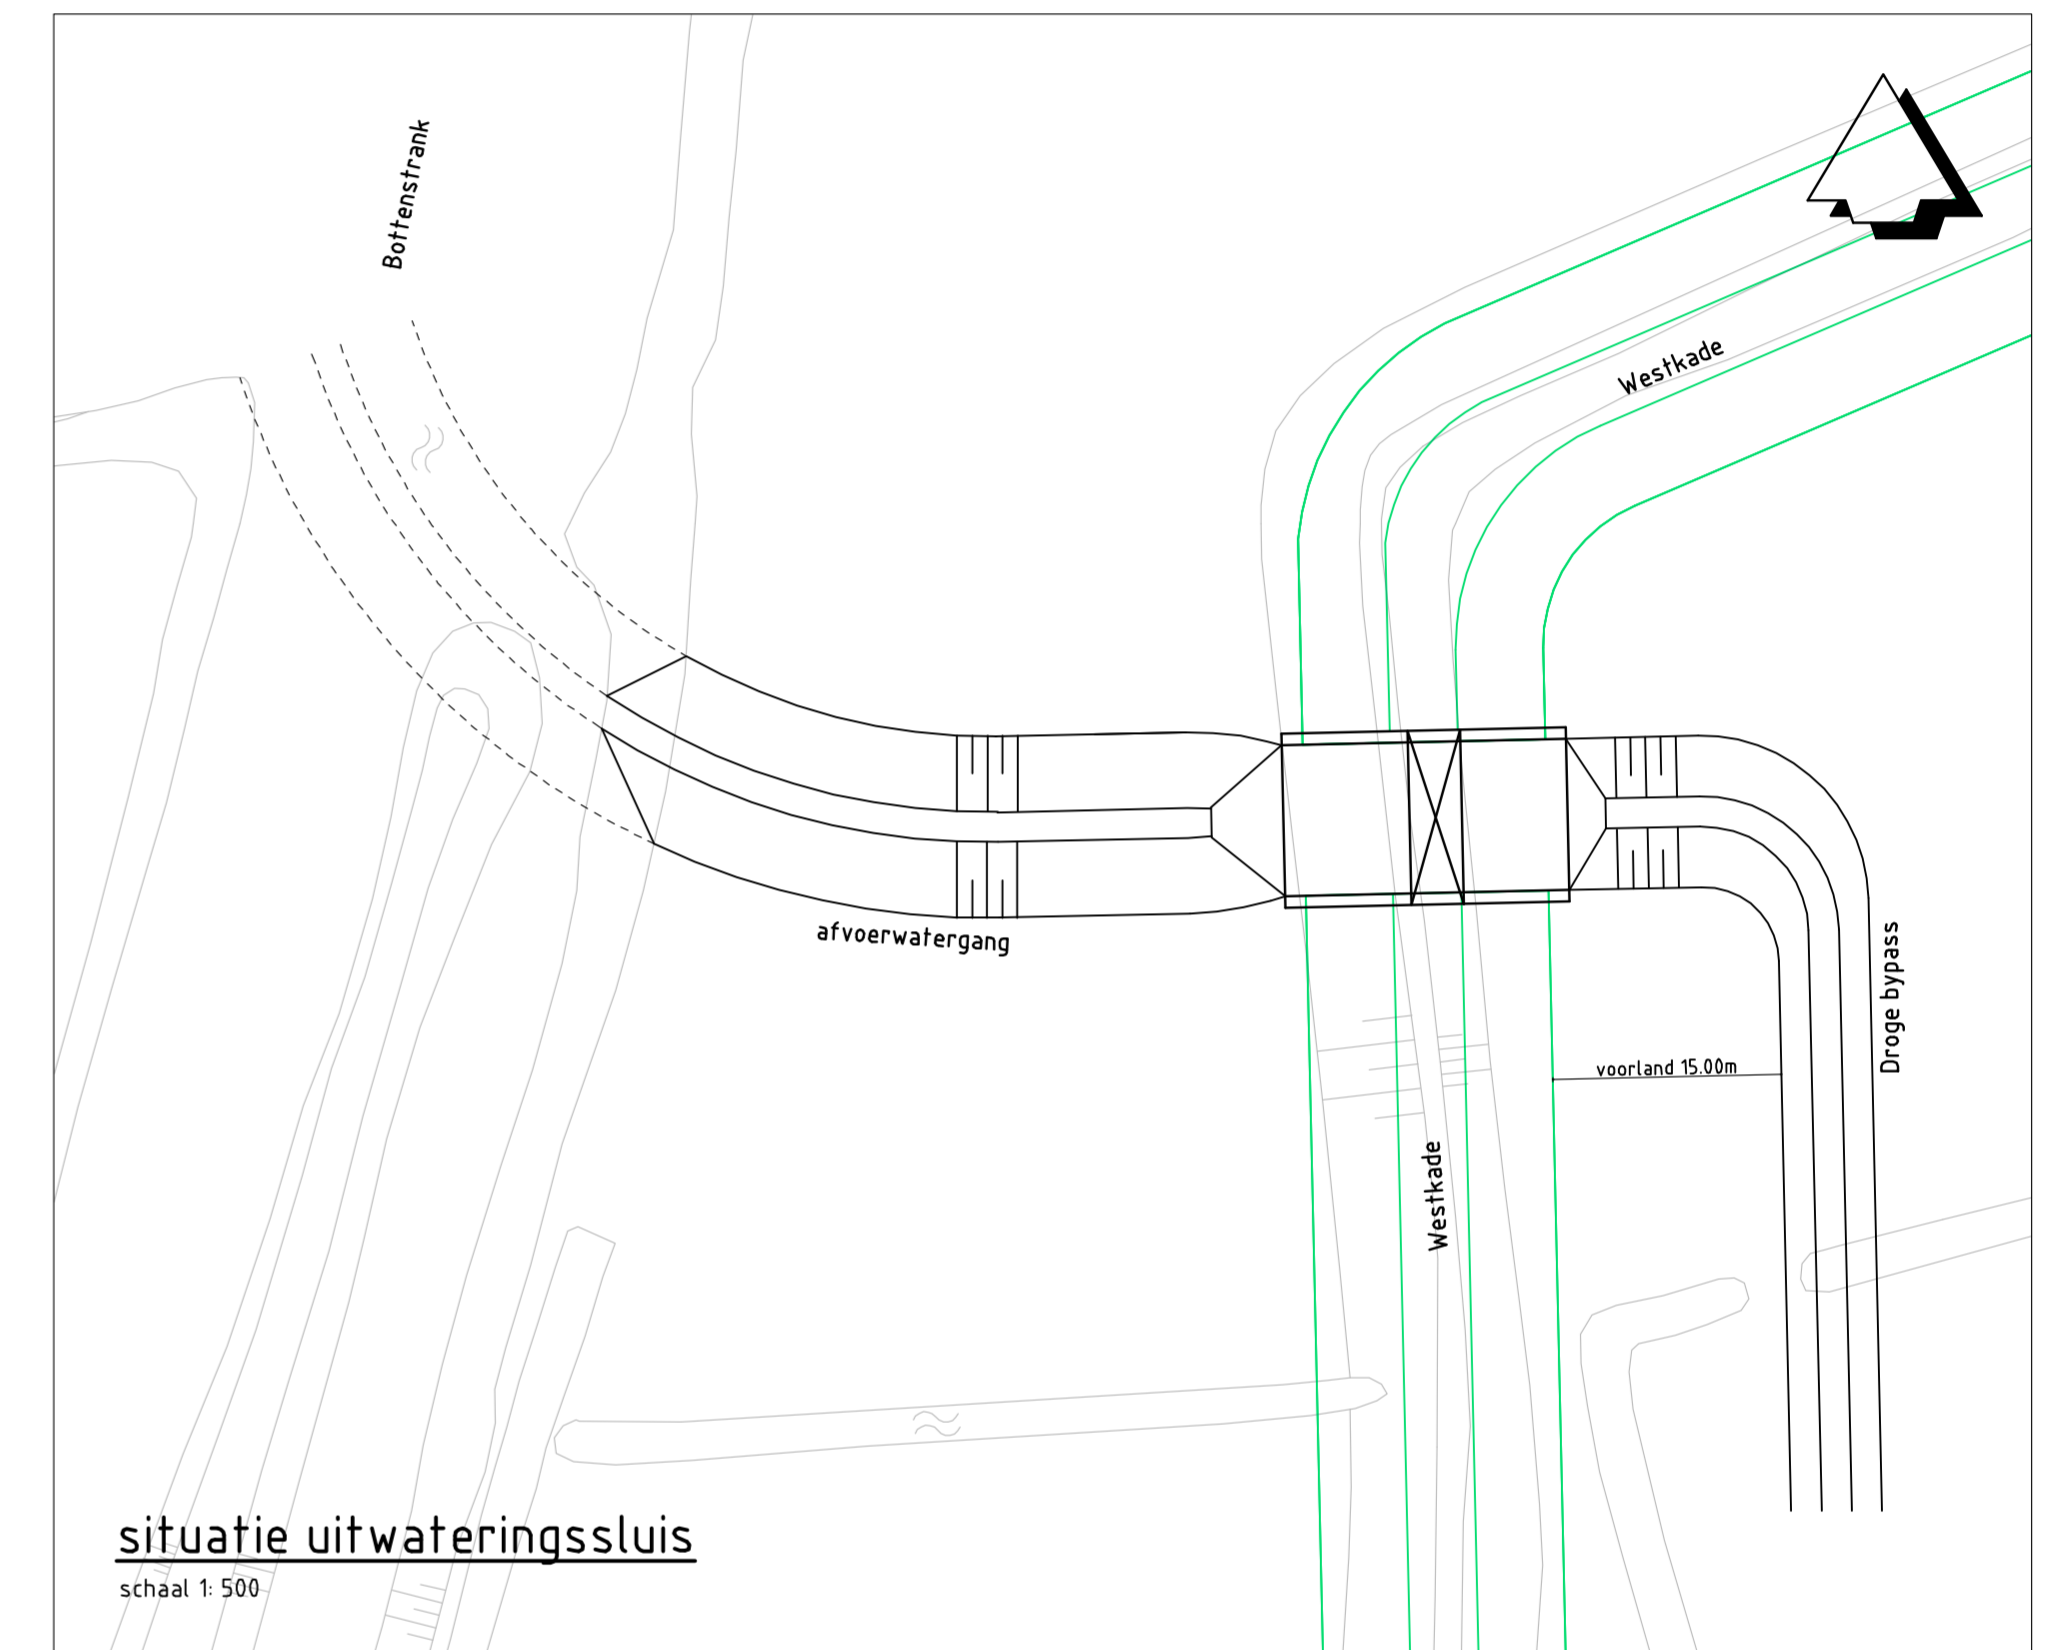 Bottenstrank
Westkade
afvoerwatergang
Droge bypass
voorland 15.00m
Westkade
situatie uitwateringssluis
schaal 1: 500